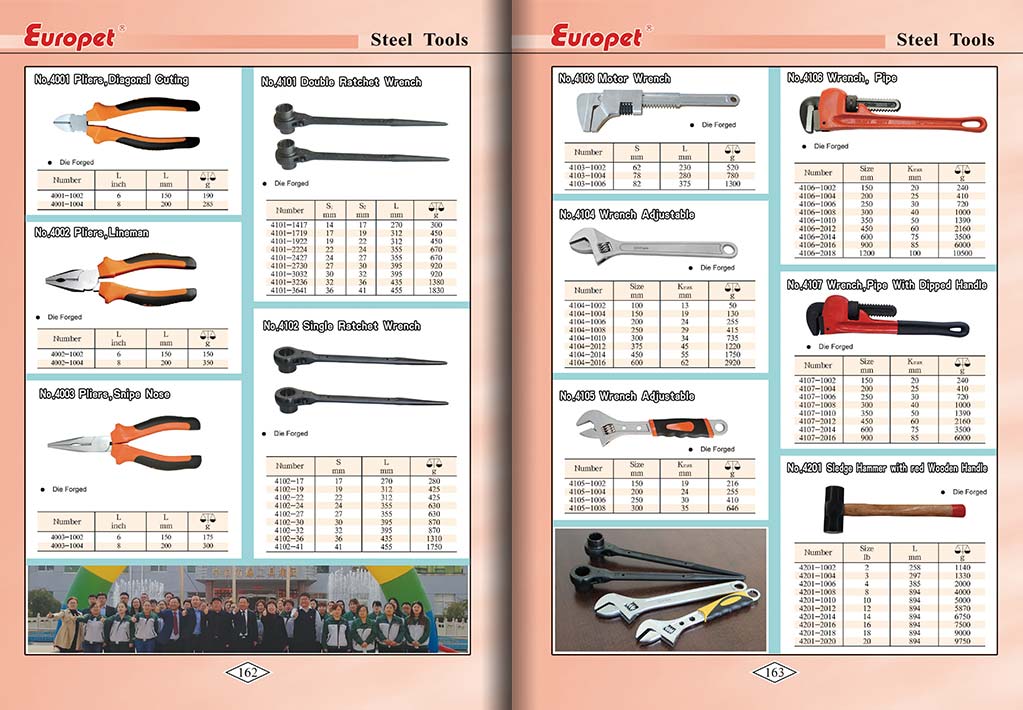 Europet®
Steel Tools
No,4001 Pliers,Diagonal Cuting
Die Forged
Number L inch L mm g
4001-1002 6 150 190
4001-1004 8 200 283
No,4002 Pliers,Lineman
Die Forged
Number L inch L mm g
4002-1002 6 150 150
4002-1004 8 200 350
No,4003 Pliers,Snipe Nose
Die Forged
Number L inch L mm g
4003-1002 6 150 175
4003-1004 8 200 300
No,4101 Double Ratchet Wrench
Die Forged
Number S1 mm S2 mm L mm g
4101-1417 14 17 270 300
4101-1719 17 19 312 450
4101-1922 19 22 312 450
4101-2224 22 24 355 670
4101-2427 24 27 355 670
4101-2730 27 30 395 920
4101-3032 30 32 395 920
4101-3236 32 36 435 1380
4101-3641 36 41 455 1830
No,4102 Single Ratchet Wrench
Die Forged
Number S mm L mm g
4102-17 17 270 280
4102-19 19 312 425
4102-22 22 312 425
4102-24 24 355 630
4102-27 27 355 630
4102-30 30 395 870
4102-32 32 395 870
4102-36 36 435 1310
4102-41 41 455 1750
162
Europet®
Steel Tools
No,4103 Motor Wrench
Die Forged
Number S mm L mm g
4103-1002 62 230 520
4103-1004 78 280 780
4103-1006 82 375 1300
No,4104 Wrench Adjustable
Die Forged
Number Size mm Kmax mm g
4104-1002 100 13 50
4104-1004 150 19 130
4104-1006 200 24 255
4104-1008 250 29 415
4104-1010 300 34 735
4104-2012 375 45 1220
4104-2014 450 55 1750
4104-2016 600 62 2920
No,4105 Wrench Adjustable
Die Forged
Number Size mm Kmax mm g
4105-1002 150 19 216
4105-1004 200 24 255
4105-1006 250 30 410
4105-1008 300 35 646
No,4106 Wrench, Pipe
Die Forged
Number Size mm Kmax mm g
4106-1002 150 20 240
4106-1004 200 25 410
4106-1006 250 30 720
4106-1008 300 40 1000
4106-1010 350 50 1390
4106-2012 450 60 2160
4106-2014 600 75 3500
4106-2016 900 85 6000
4106-2018 1200 100 10500
No,4107 Wrench,Pipe With Dipped Handle
Die Forged
Number Size mm Kmax mm g
4107-1002 150 20 240
4107-1004 200 25 410
4107-1006 250 30 720
4107-1008 300 40 1000
4107-1010 350 50 1390
4107-2012 450 60 2160
4107-2014 600 75 3500
4107-2016 900 85 6000
No,4201 Sledge Hammer with red Wooden Handle
Die Forged
Number Size lb L mm g
4201-1002 2 258 1140
4201-1004 3 297 1330
4201-1006 4 385 2000
4201-1008 8 894 4000
4201-1010 10 894 5000
4201-2012 12 894 5870
4201-2014 14 894 6750
4201-2016 16 894 7500
4201-2018 18 894 9000
4201-2020 20 894 9750
163